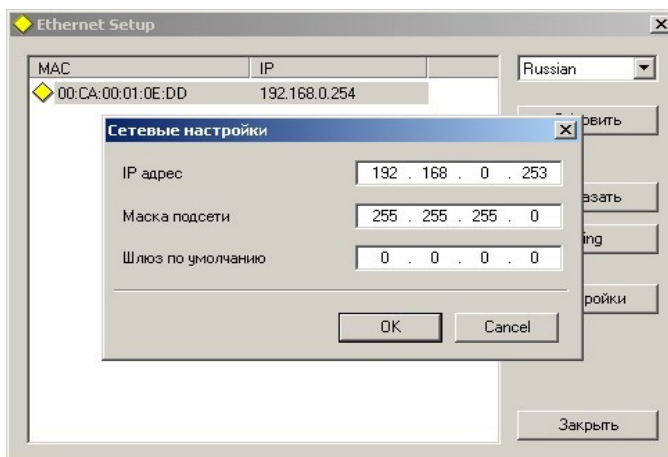 Ethernet Setup
MAC IP
Russian
00:CA:00:01:0E:DD 192.168.0.254
Сетевые настройки
IP адрес 192 . 168 . 0 . 253
Маска подсети 255 . 255 . 255 . 0
Шлюз по умолчанию 0 . 0 . 0 . 0
OK Cancel
Закрыть